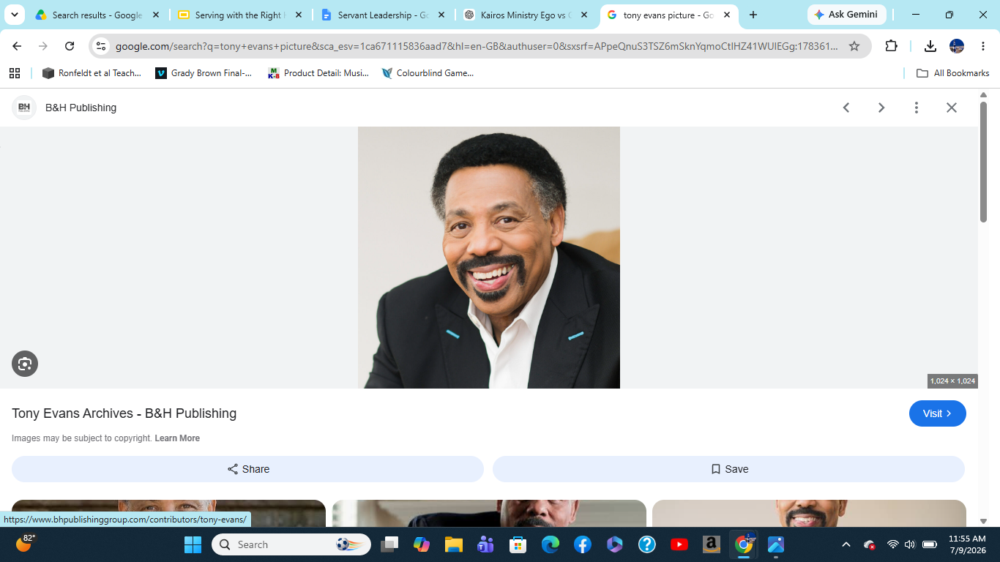 Search results - Google
Serving with the Right
Servant Leadership - Go
Kairos Ministry Ego vs
tony evans picture - Go
Ask Gemini
google.com/search?q=tony+evans+picture&sca_esv=1ca671115836aad7&hl=en-GB&authuser=0&sxsrf=APpeQnuS3TSZ6mSknYqmoCtIHZ41WUlEGg:178361...
Ronfeldt et al Teach...
Grady Brown Final-...
M
K-8
Product Detail: Musi...
Colourblind Game...
All Bookmarks
B&H
B&H Publishing
1,024 × 1,024
Tony Evans Archives - B&H Publishing
Visit
Images may be subject to copyright. Learn More
Share
Save
https://www.bhpublishinggroup.com/contributors/tony-evans/
82°
Search
11:55 AM
7/9/2026